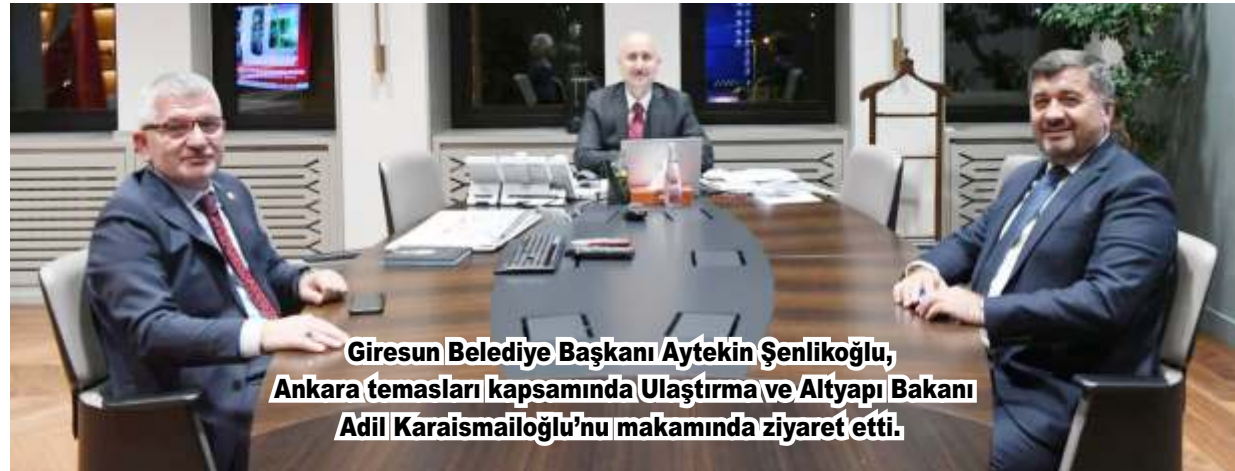 Giresun Belediye Başkanı Aytekin Şenlikoğlu,
Ankara temasları kapsamında Ulaştırma ve Altyapı Bakanı
Adil Karaismailoğlu’nu makamında ziyaret etti.